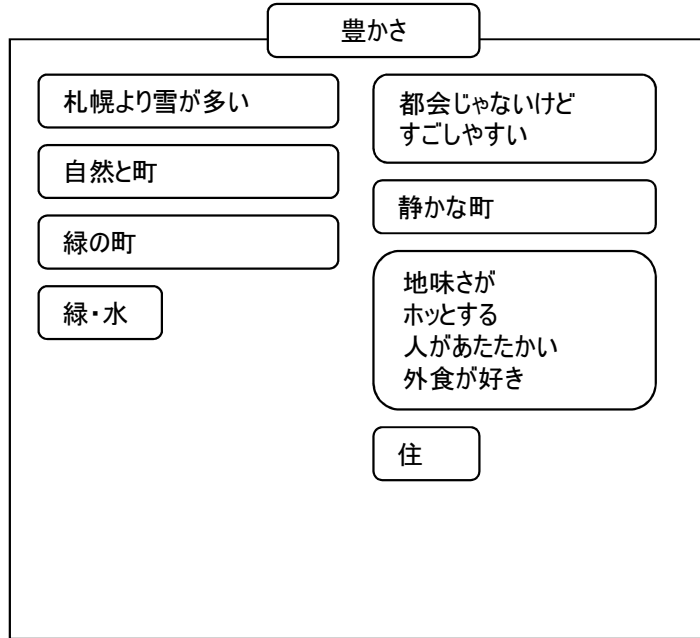 豊かさ
札幌より雪が多い
自然と町
緑の町
緑・水
都会じゃないけど
すごしやすい
静かな町
地味さが
ホッとする
人があたたかい
外食が好き
住